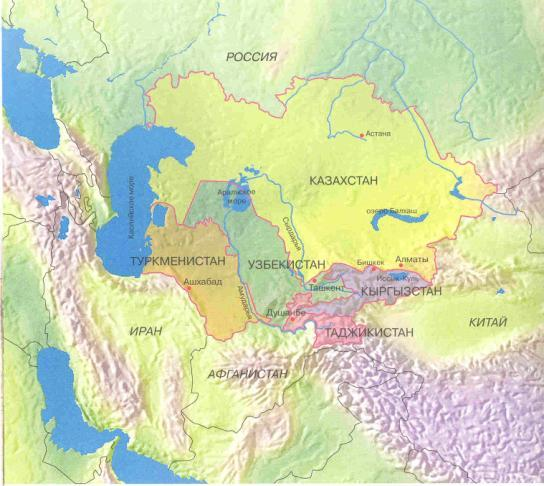 РОССИЯ
Астана
КАЗАХСТАН
Каспийское море
Аральское
море
Сырдарья
озеро Балхаш
ТУРКМЕНИСТАН
УЗБЕКИСТАН
Бишкек
Алматы
Иссык-Куль
Ашхабад
Амударья
Ташкент
КЫРГЫЗСТАН
Душанбе
ТАДЖИКИСТАН
КИТАЙ
ИРАН
АФГАНИСТАН